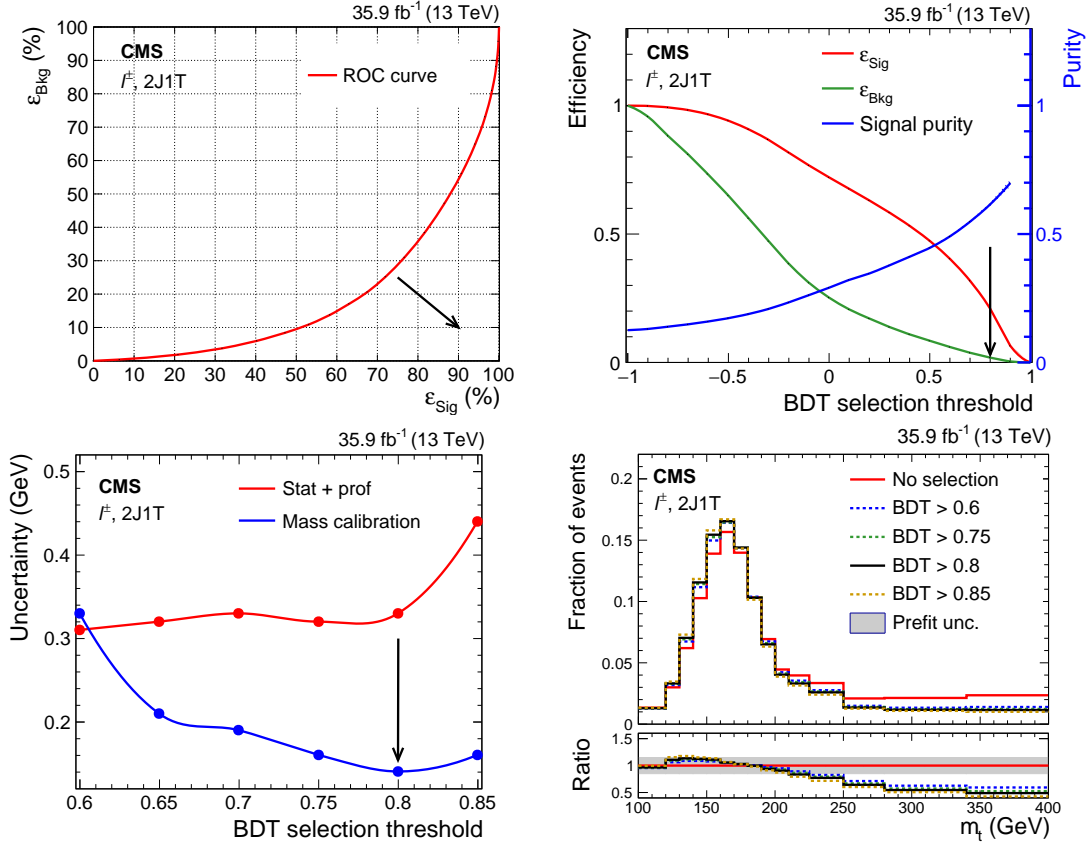 35.9 fb⁻¹ (13 TeV)
CMS
l±, 2J1T
ROC curve
ε_Bkg (%)
100
90
80
70
60
50
40
30
20
10
0
0 10 20 30 40 50 60 70 80 90 100
ε_Sig (%)
35.9 fb⁻¹ (13 TeV)
CMS
l±, 2J1T
ε_Sig
ε_Bkg
Signal purity
Efficiency
Purity
1
0.5
0
1
0.5
0
−1 −0.5 0 0.5 1
BDT selection threshold
35.9 fb⁻¹ (13 TeV)
CMS
l±, 2J1T
Stat + prof
Mass calibration
Uncertainty (GeV)
0.5
0.4
0.3
0.2
0.6 0.65 0.7 0.75 0.8 0.85
BDT selection threshold
35.9 fb⁻¹ (13 TeV)
CMS
l±, 2J1T
No selection
BDT > 0.6
BDT > 0.75
BDT > 0.8
BDT > 0.85
Prefit unc.
Fraction of events
0.2
0.15
0.1
0.05
0
Ratio
1.5
1.0
0.5
100 150 200 250 300 350 400
m_t (GeV)